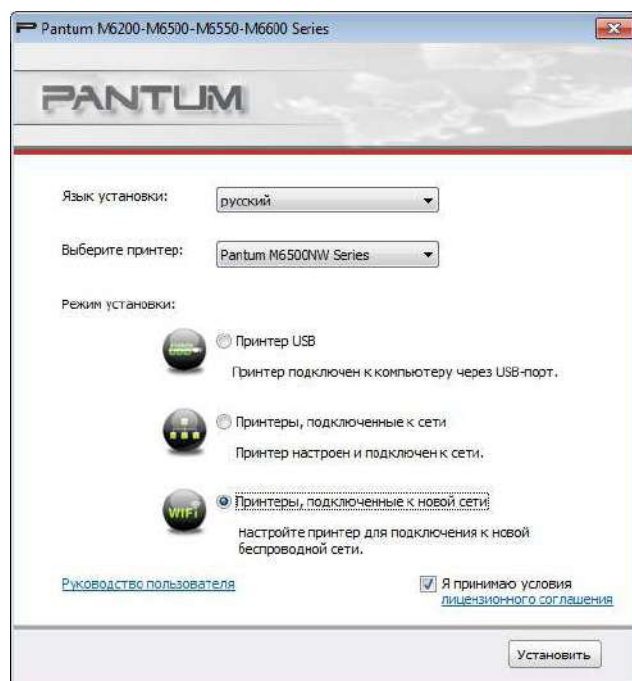 Pantum M6200-M6500-M6550-M6600 Series
PANTUM
Язык установки:
русский
Выберите принтер:
Pantum M6500NW Series
Режим установки:
Принтер USB
Принтер подключен к компьютеру через USB-порт.
Принтеры, подключенные к сети
Принтер настроен и подключен к сети.
WiFi
Принтеры, подключенные к новой сети
Настройте принтер для подключения к новой
беспроводной сети.
Руководство пользователя
Я принимаю условия
лицензионного соглашения
Установить